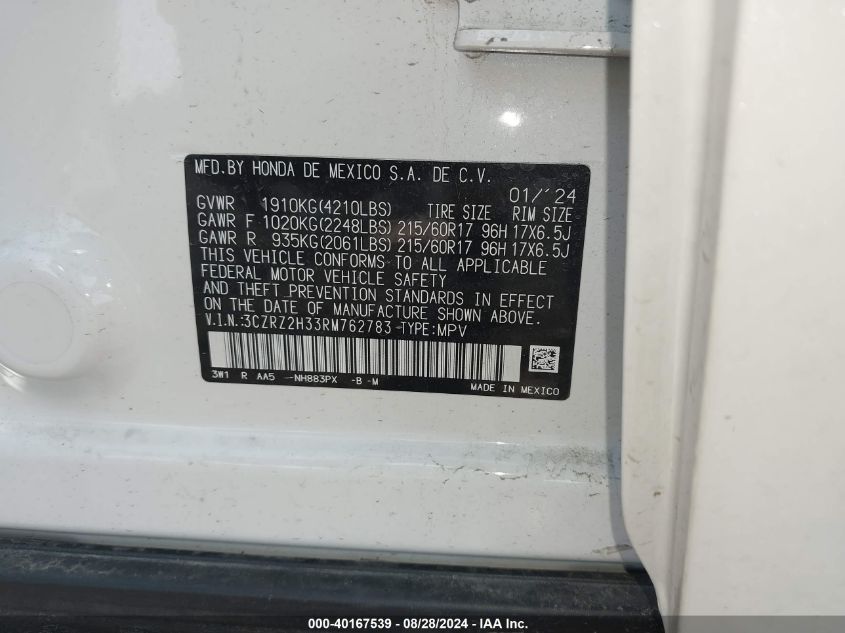 MFD.BY HONDA DE MEXICO S.A. DE C.V.
01/'24
GVWR 1910KG(4210LBS) TIRE SIZE RIM SIZE
GAWR F 1020KG(2248LBS) 215/60R17 96H 17X6.5J
GAWR R 935KG(2061LBS) 215/60R17 96H 17X6.5J
THIS VEHICLE CONFORMS TO ALL APPLICABLE
FEDERAL MOTOR VEHICLE SAFETY
AND THEFT PREVENTION STANDARDS IN EFFECT
ON THE DATE OF MANUFACTURE SHOWN ABOVE.
V.I.N.:3CZRZ2H33RM762783 TYPE:MPV
3W1 R AA5 -NH883PX -B -M
MADE IN MEXICO
000-40167539 - 08/28/2024 - IAA Inc.